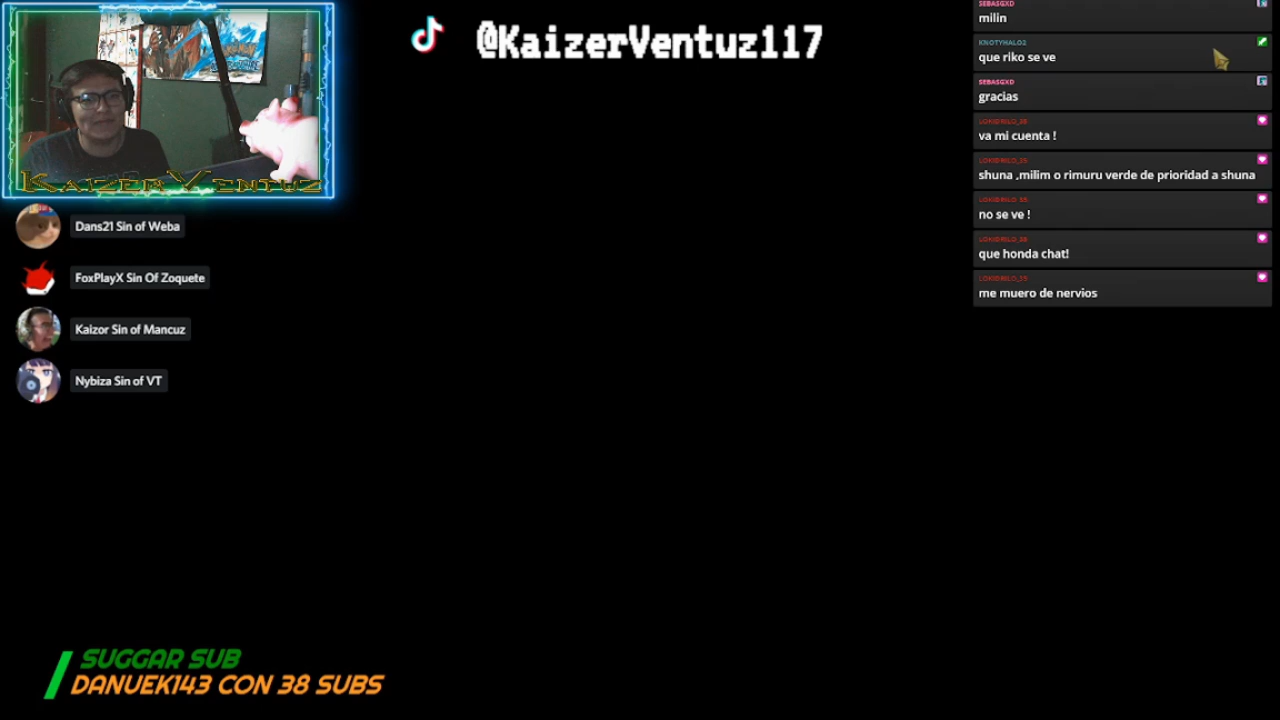 KaizerVentuz
@KaizerVentuz117
Dans21 Sin of Weba
FoxPlayX Sin Of Zoquete
Kaizor Sin of Mancuz
Nybiza Sin of VT
SUGGAR SUB
DANUEK143 CON 38 SUBS
SEBASGXD
milin
KNOTYHALO2
que riko se ve
SEBASGXD
gracias
va mi cuenta !
shuna ,milim o rimuru verde de prioridad a shuna
no se ve !
que honda chat!
me muero de nervios